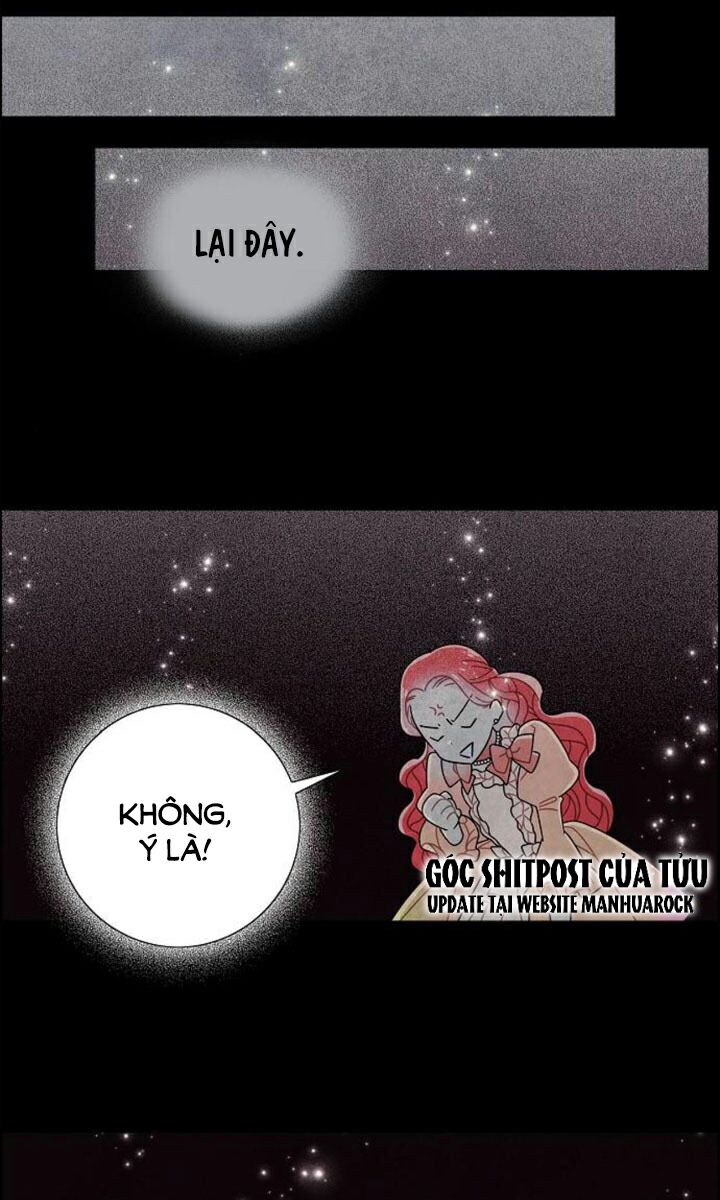 LẠI ĐÂY.
KHÔNG,
Ý LÀ!
GÓC SHITPOST CỦA TỬU
UPDATE TẠI WEBSITE MANHUAROCK